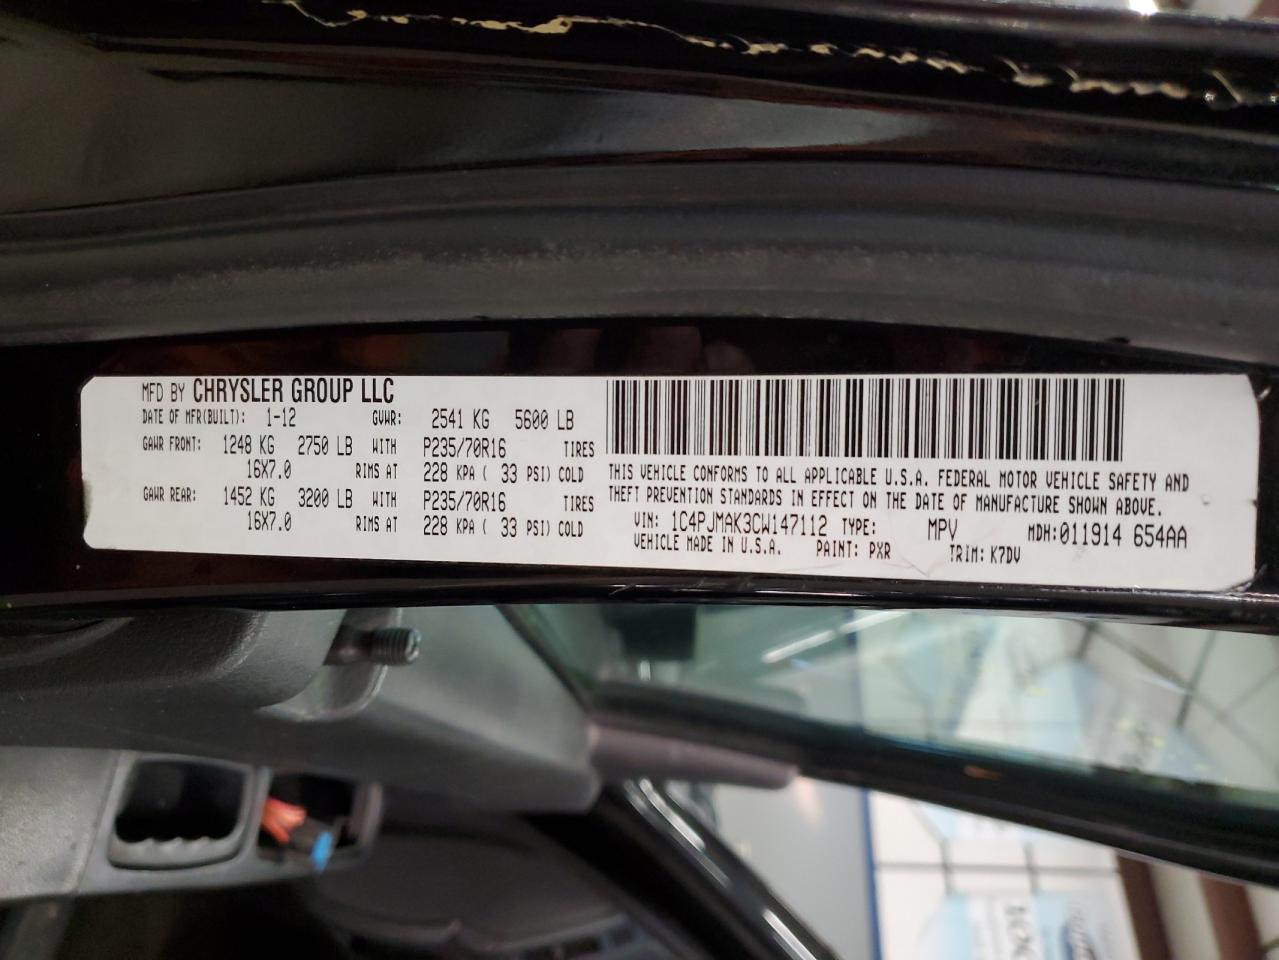 MFD BY CHRYSLER GROUP LLC
DATE OF MFR(BUILT): 1-12 GVWR: 2541 KG 5600 LB
GAWR FRONT: 1248 KG 2750 LB WITH P235/70R16 TIRES
16X7.0 RIMS AT 228 KPA ( 33 PSI) COLD
GAWR REAR: 1452 KG 3200 LB WITH P235/70R16 TIRES
16X7.0 RIMS AT 228 KPA ( 33 PSI) COLD
THIS VEHICLE CONFORMS TO ALL APPLICABLE U.S.A. FEDERAL MOTOR VEHICLE SAFETY AND
THEFT PREVENTION STANDARDS IN EFFECT ON THE DATE OF MANUFACTURE SHOWN ABOVE.
VIN: 1C4PJMAK3CW147112 TYPE: MPV MDH:011914 654AA
VEHICLE MADE IN U.S.A. PAINT: PXR TRIM: K7DV